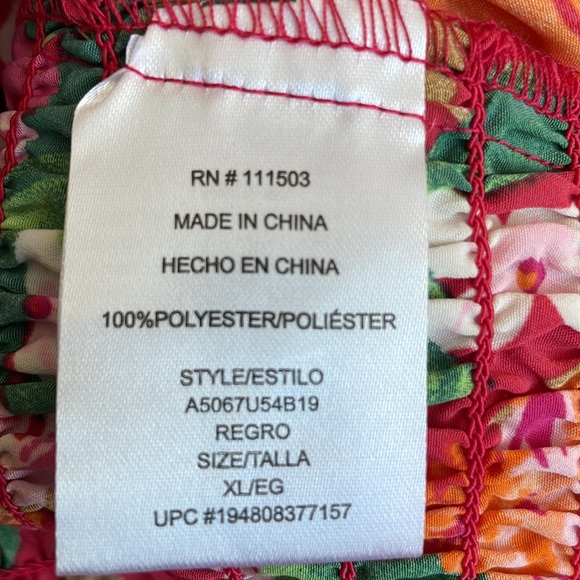 RN # 111503
MADE IN CHINA
HECHO EN CHINA
100%POLYESTER/POLIÉSTER
STYLE/ESTILO
A5067U54B19
REGRO
SIZE/TALLA
XL/EG
UPC #194808377157